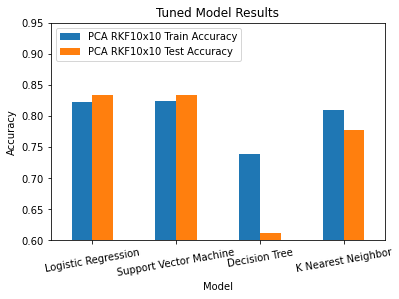 Tuned Model Results
PCA RKF10x10 Train Accuracy
PCA RKF10x10 Test Accuracy
Accuracy
0.95
0.90
0.85
0.80
0.75
0.70
0.65
0.60
Logistic Regression
Support Vector Machine
Decision Tree
K Nearest Neighbor
Model